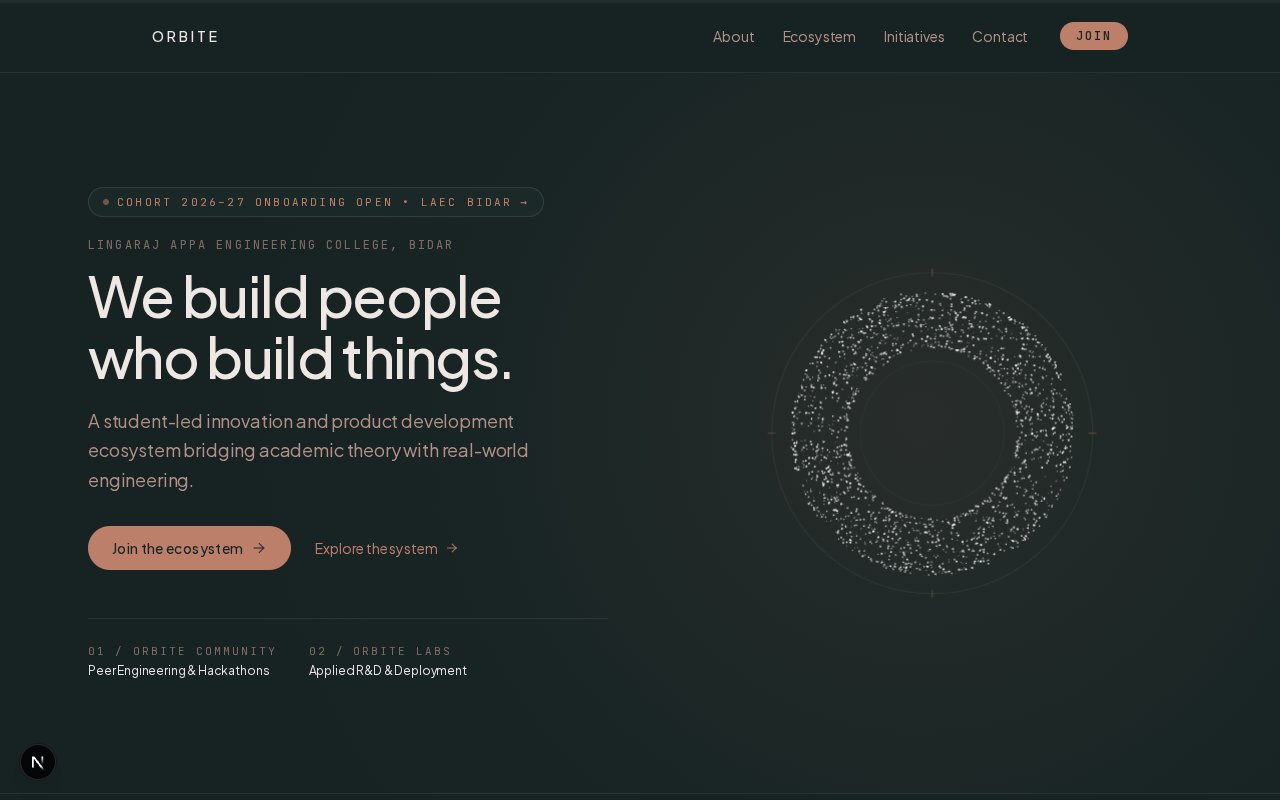 ORBITE
About Ecosystem Initiatives Contact JOIN
COHORT 2026–27 ONBOARDING OPEN • LAEC BIDAR →
LINGARAJ APPA ENGINEERING COLLEGE, BIDAR
We build people
who build things.
A student-led innovation and product development
ecosystem bridging academic theory with real-world
engineering.
Join the ecosystem →
Explore the system →
01 / ORBITE COMMUNITY
Peer Engineering & Hackathons
02 / ORBITE LABS
Applied R&D & Deployment
N